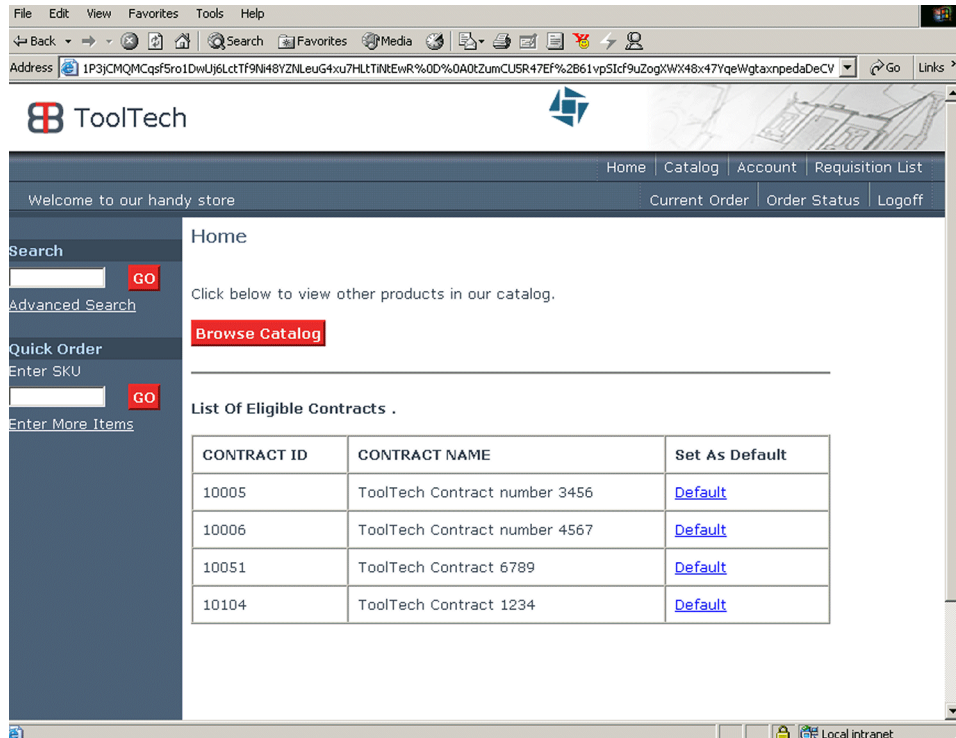 File Edit View Favorites Tools Help
Back Search Favorites Media
Address 1P3jCMQMCqsf5ro1DwUj6LctTf9Ni48YZNLeuG4xu7HLtTiNtEwR%0D%0A0tZumCU5R47Ef%2B61vpSIcf9uZogXWX48x47YqeWgtaxnpedaDeCV Go Links
ToolTech
Home Catalog Account Requisition List
Welcome to our handy store Current Order Order Status Logoff
Home
Search
GO
Advanced Search
Click below to view other products in our catalog.
Browse Catalog
Quick Order
Enter SKU
GO
Enter More Items
List Of Eligible Contracts .
CONTRACT ID CONTRACT NAME Set As Default
10005 ToolTech Contract number 3456 Default
10006 ToolTech Contract number 4567 Default
10051 ToolTech Contract 6789 Default
10104 ToolTech Contract 1234 Default
Local intranet